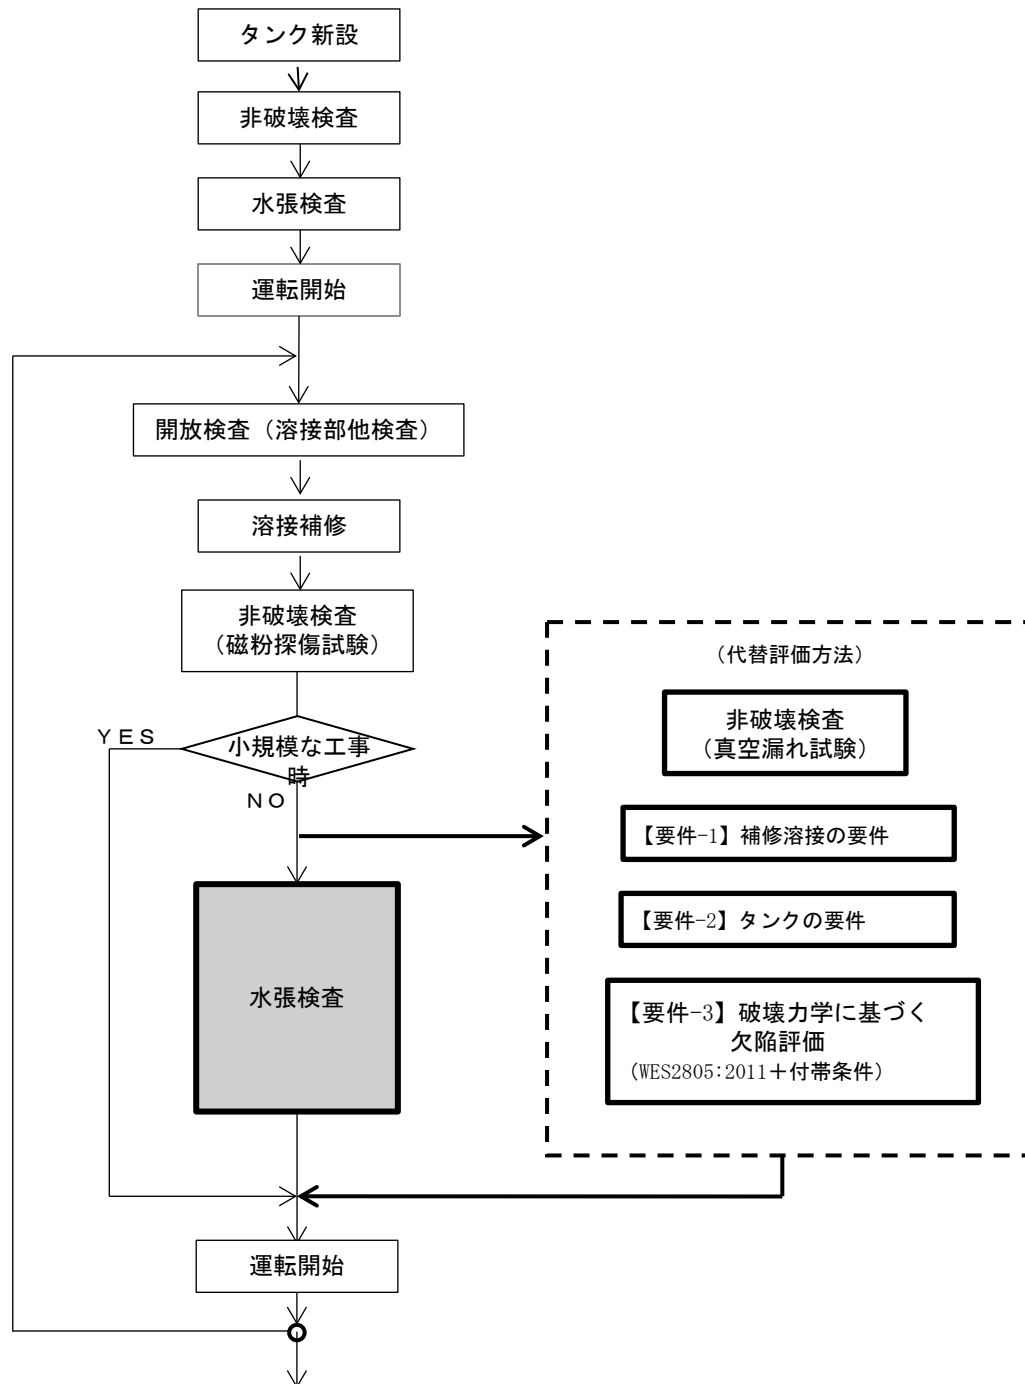 タンク新設
非破壊検査
水張検査
運転開始
開放検査（溶接部他検査）
溶接補修
非破壊検査
（磁粉探傷試験）
小規模な工事
時
ＹＥＳ
ＮＯ
水張検査
運転開始
（代替評価方法）
非破壊検査
（真空漏れ試験）
【要件-1】補修溶接の要件
【要件-2】タンクの要件
【要件-3】破壊力学に基づく
欠陥評価
（WES2805:2011＋付帯条件）